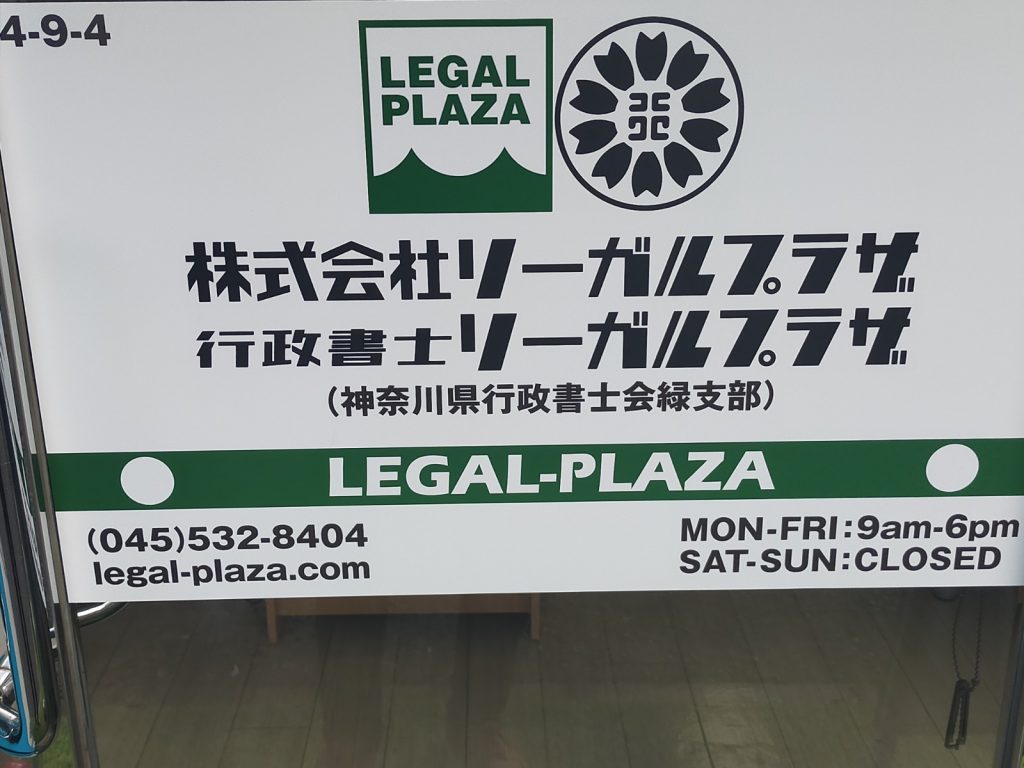 4-9-4
LEGAL
PLAZA
行
株式会社リーガルプラザ
行政書士リーガルプラザ
(神奈川県行政書士会緑支部)
LEGAL-PLAZA
(045)532-8404
legal-plaza.com
MON-FRI:9am-6pm
SAT-SUN:CLOSED